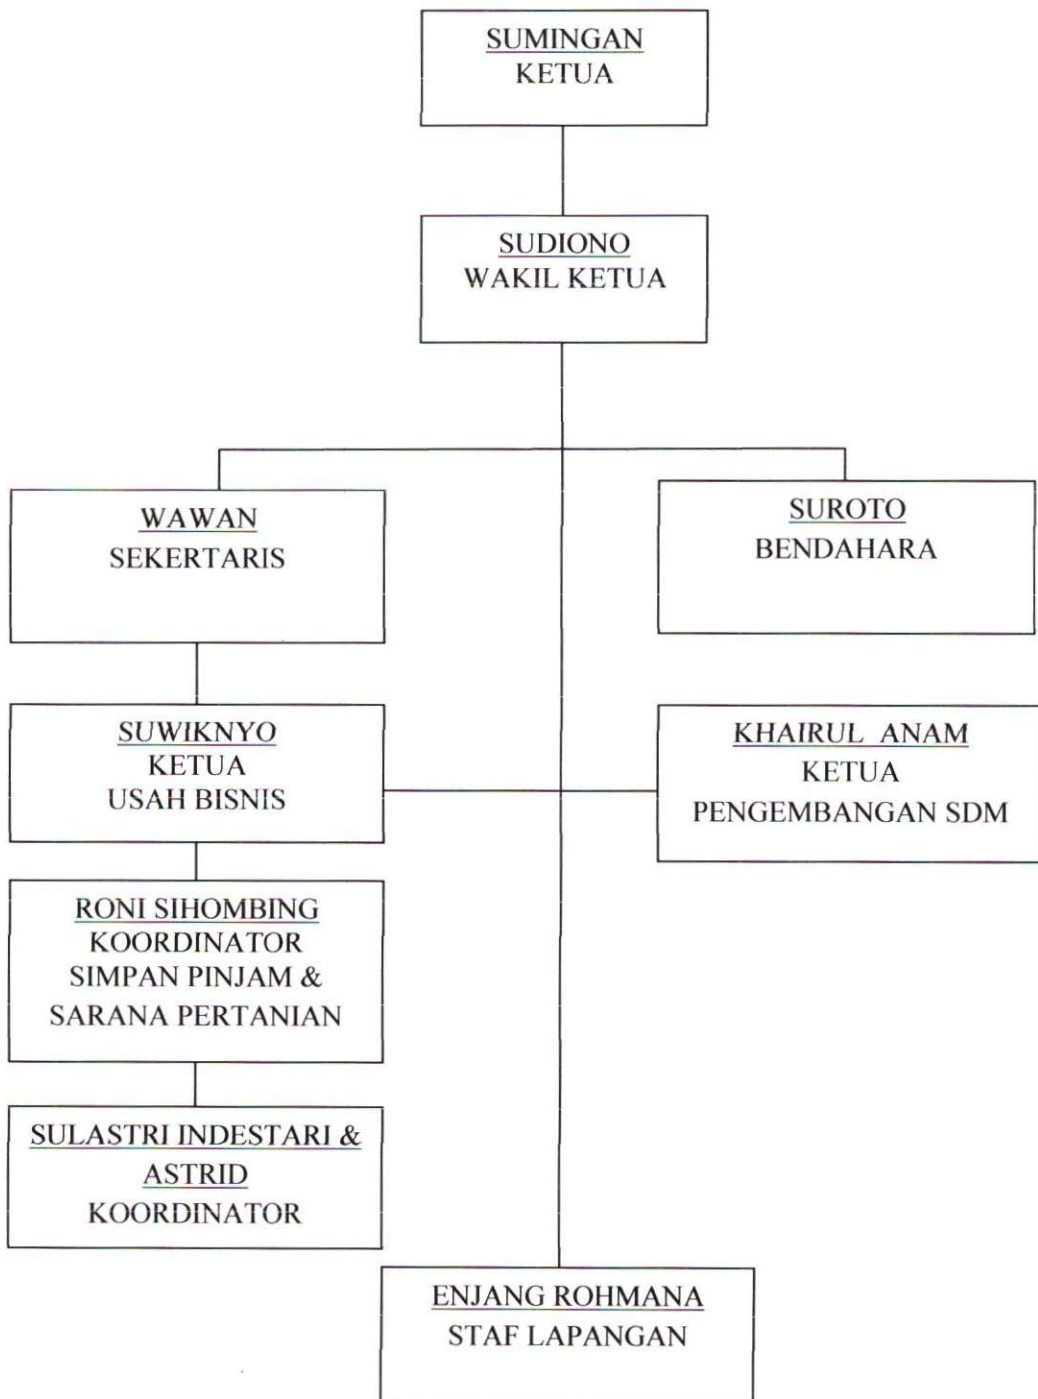 SUMINGAN
KETUA
SUDIONO
WAKIL KETUA
WAWAN
SEKERTARIS
SUROTO
BENDAHARA
SUWIKNYO
KETUA
USAH BISNIS
KHAIRUL ANAM
KETUA
PENGEMBANGAN SDM
RONI SIHOMBING
KOORDINATOR
SIMPAN PINJAM &
SARANA PERTANIAN
SULASTRI INDESTARI &
ASTRID
KOORDINATOR
ENJANG ROHMANA
STAF LAPANGAN